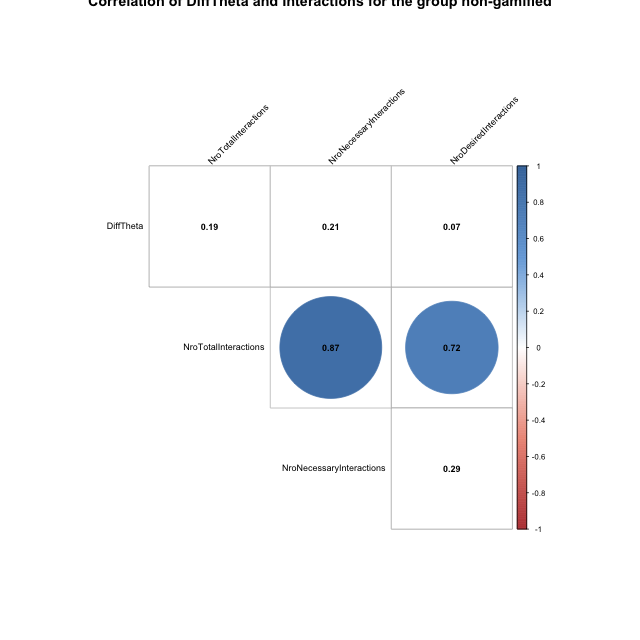 Correlation of DiffTheta and Interactions for the group non-gamified
NroTotalInteractions
NroNecessaryInteractions
NroDesiredInteractions
DiffTheta
0.19
0.21
0.07
NroTotalInteractions
0.87
0.72
NroNecessaryInteractions
0.29
1
0.8
0.6
0.4
0.2
0
-0.2
-0.4
-0.6
-0.8
-1